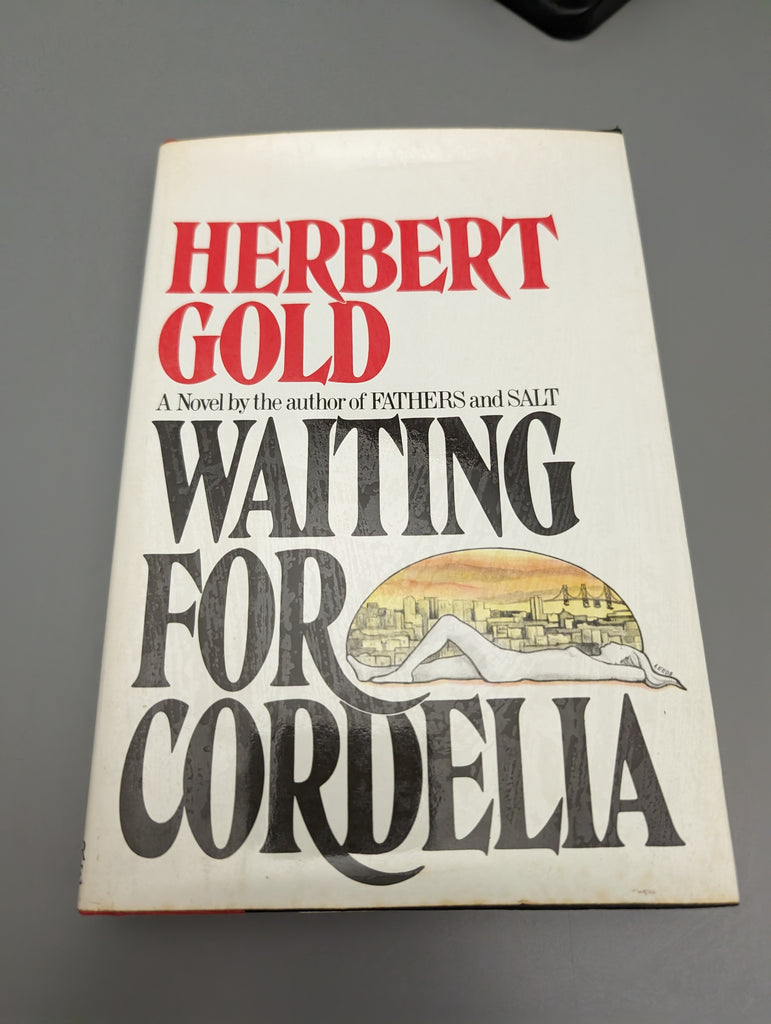 HERBERT
GOLD
A Novel by the author of FATHERS and SALT
WAITING
FOR
CORDELIA